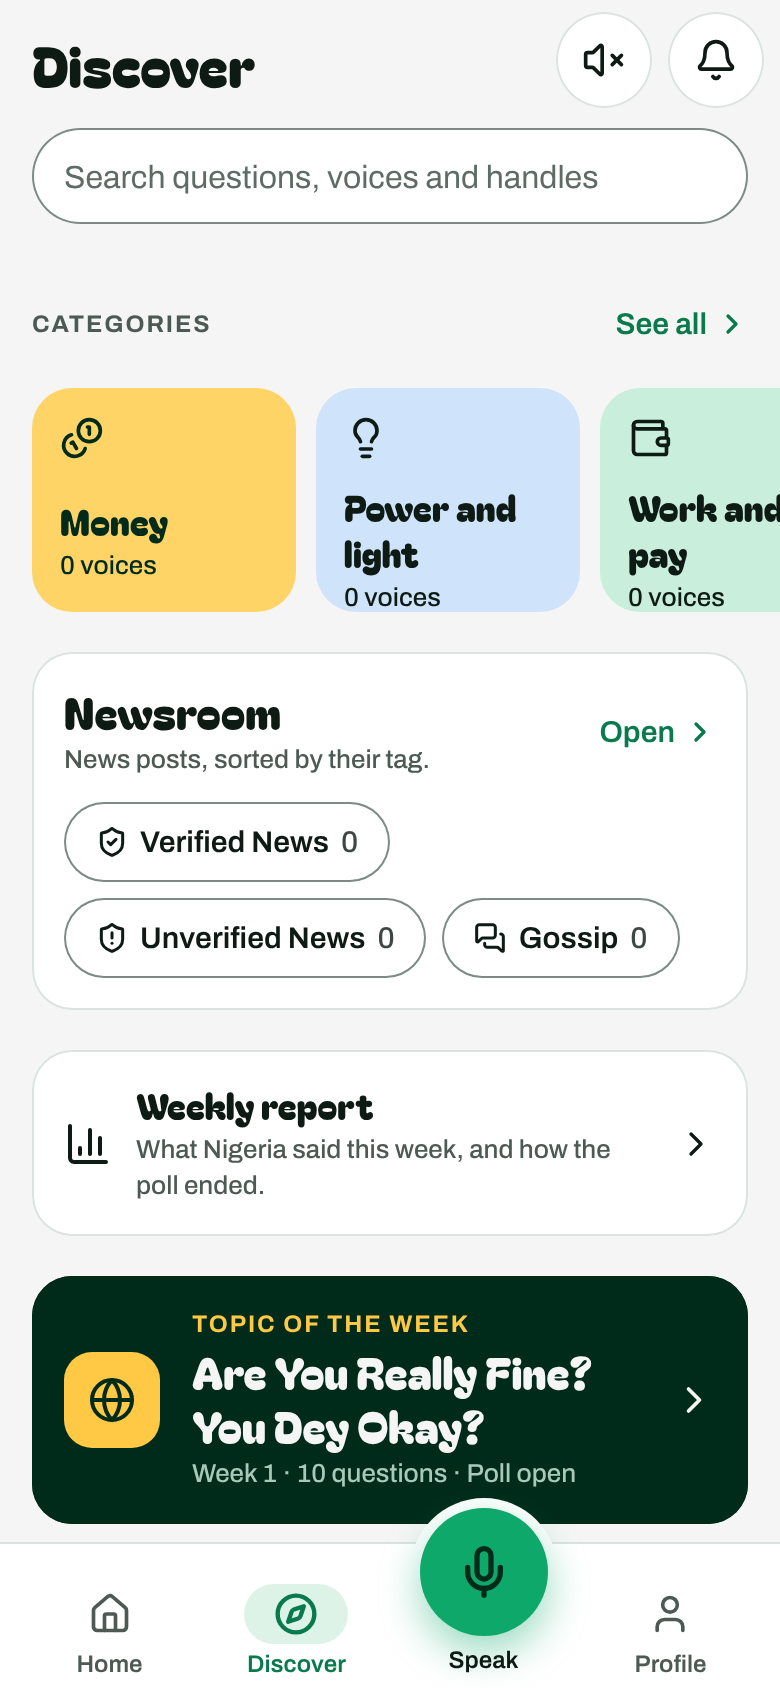 Discover
Search questions, voices and handles
CATEGORIES
See all
Money
0 voices
Power and
light
0 voices
Work and
pay
0 voices
Newsroom
News posts, sorted by their tag.
Open
Verified News 0
Unverified News 0
Gossip 0
Weekly report
What Nigeria said this week, and how the
poll ended.
TOPIC OF THE WEEK
Are You Really Fine?
You Dey Okay?
Week 1 · 10 questions · Poll open
Home
Discover
Speak
Profile